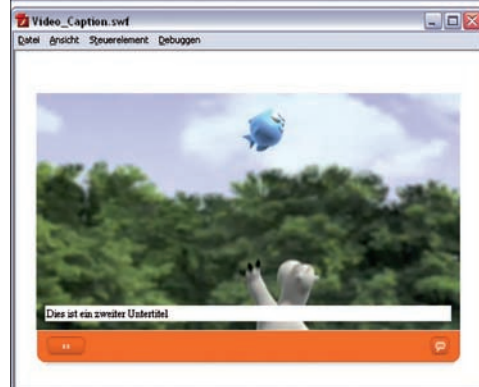 Video_Caption.swf
Datei Ansicht Steuerelement Debuggen
Dies ist ein zweiter Untertitel